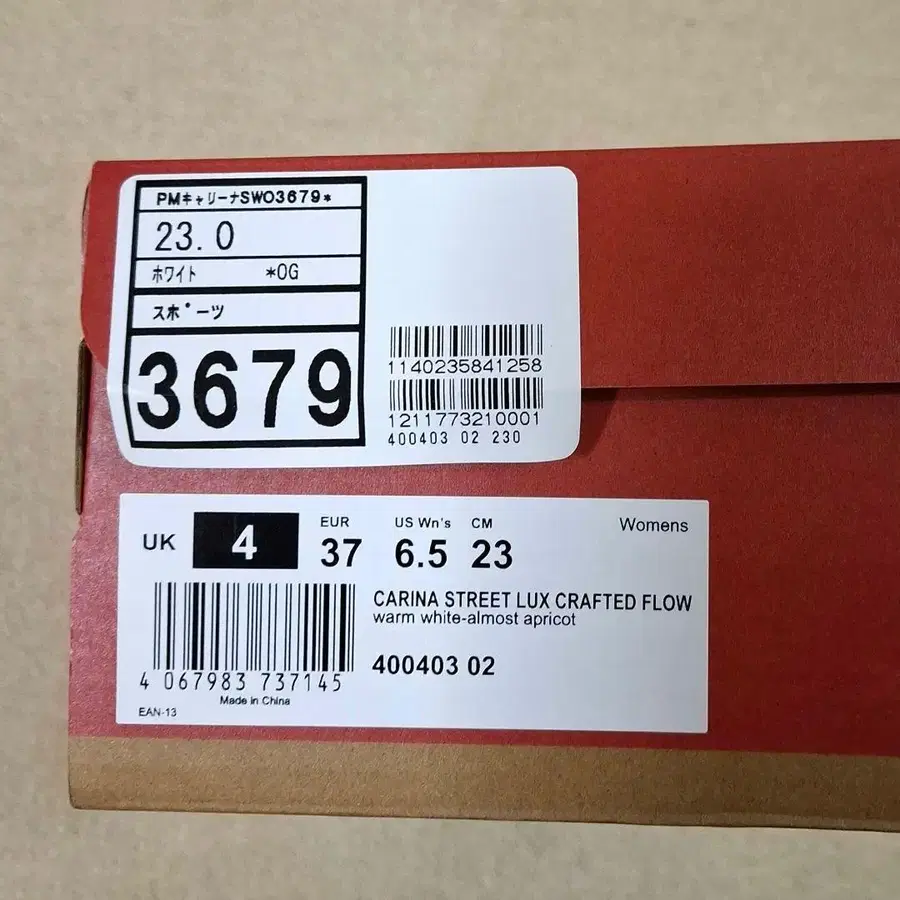 PMキャリーナSWO3679*
23.0
ホワイト *OG
スポーツ
3679
1140235841258
1211773210001
400403 02 230
UK 4 EUR 37 US Wn's 6.5 CM 23 Womens
CARINA STREET LUX CRAFTED FLOW
warm white-almost apricot
400403 02
4 067983 737145
Made in China
EAN-13